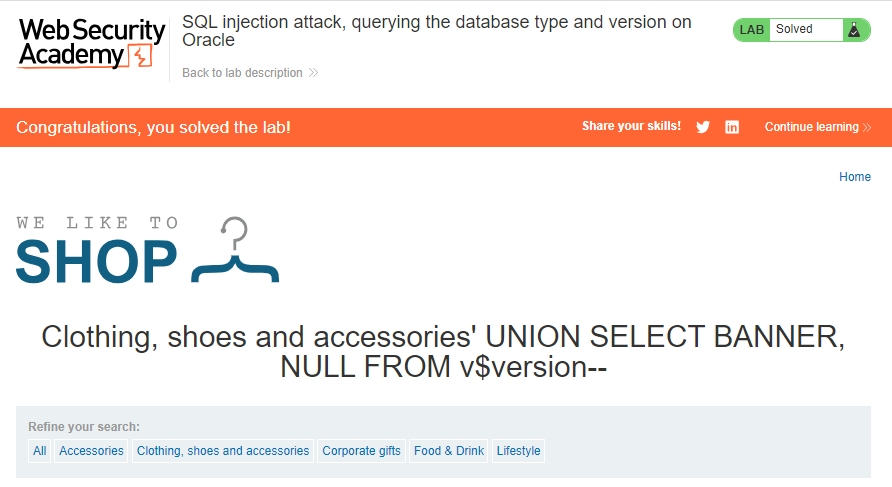 Web Security
Academy
SQL injection attack, querying the database type and version on
Oracle
Back to lab description
LAB Solved
Congratulations, you solved the lab!
Share your skills!
Continue learning
Home
WE LIKE TO
SHOP
Clothing, shoes and accessories' UNION SELECT BANNER,
NULL FROM v$version--
Refine your search:
All Accessories Clothing, shoes and accessories Corporate gifts Food & Drink Lifestyle